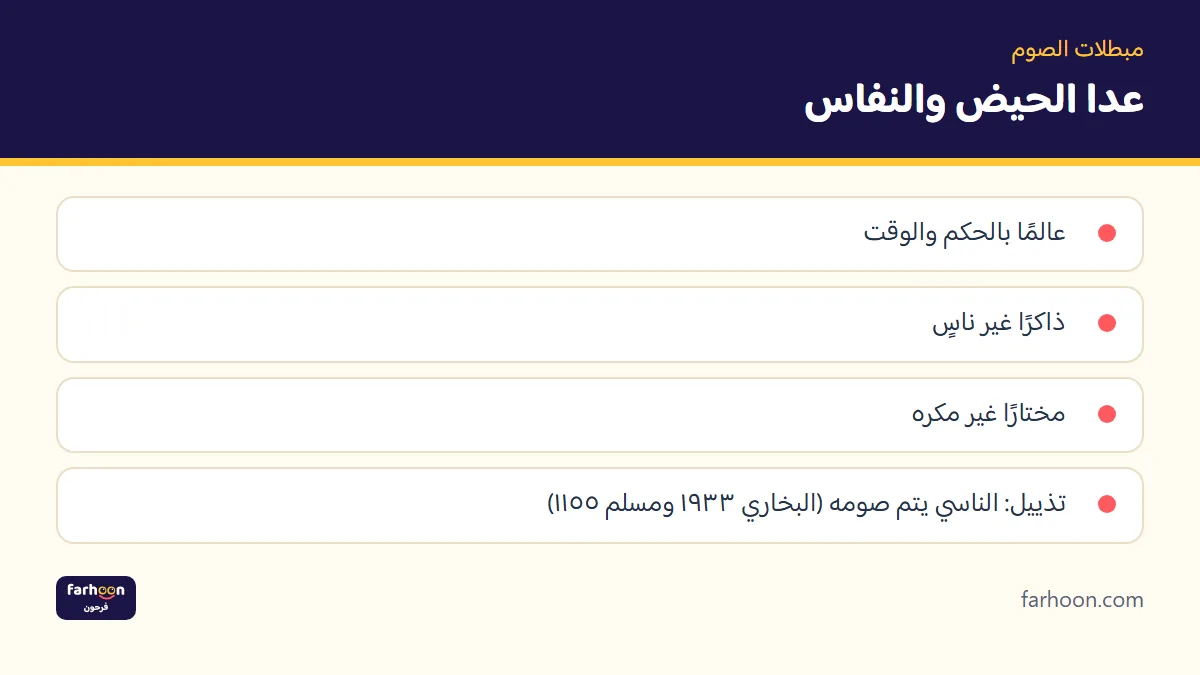 مبطلات الصوم
عدا الحيض والنفاس
عالمًا بالحكم والوقت
ذاكرًا غير ناسٍ
مختارًا غير مكره
تذييل: الناسي يتم صومه (البخاري ١٩٣٣ ومسلم ١١٥٥)
farhoon.com
farhoon
فرحون